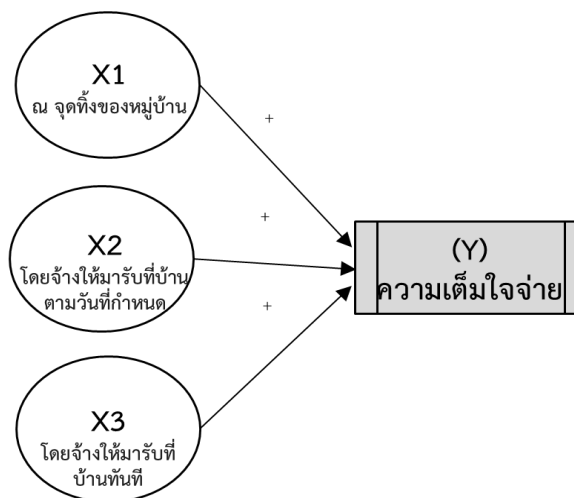 X1
ณ จุดทิ้งของหมู่บ้าน
+
X2
โดยจ้างให้มารับที่บ้าน
ตามวันที่กำหนด
+
(Y)
ความเต็มใจจ่าย
+
X3
โดยจ้างให้มารับที่
บ้านทันที